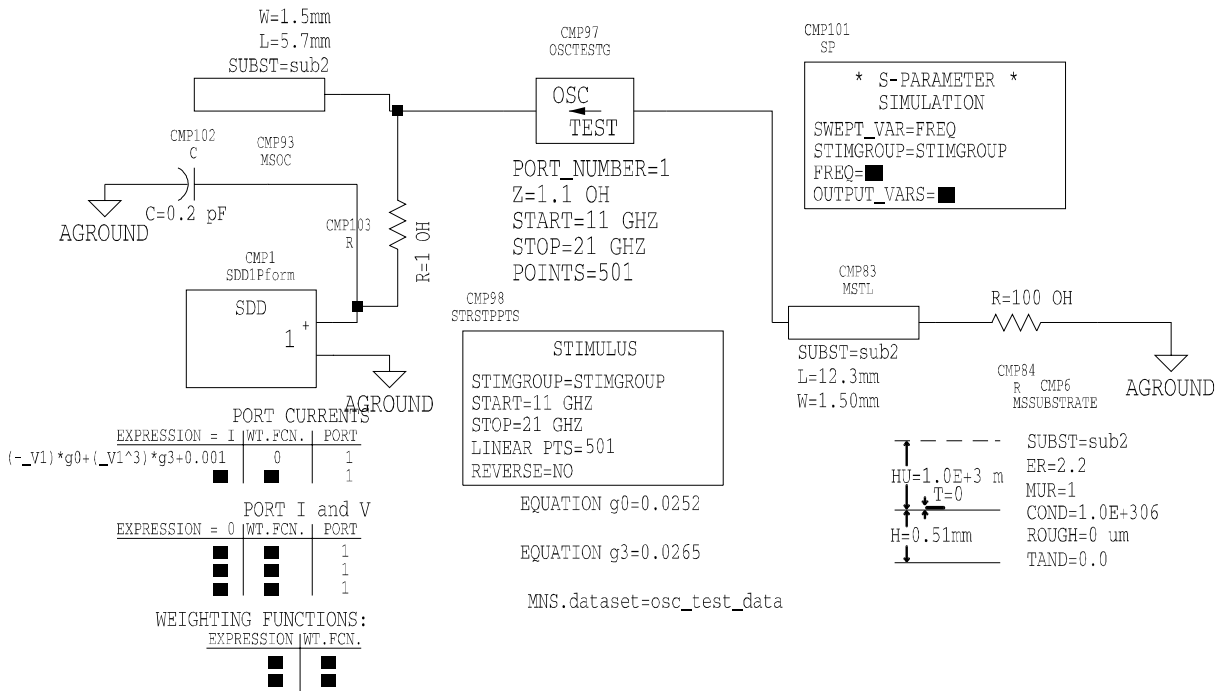 W=1.5mm
L=5.7mm
SUBST=sub2
CMP97
OSCTESTG
OSC
TEST
PORT_NUMBER=1
Z=1.1 OH
START=11 GHZ
STOP=21 GHZ
POINTS=501
CMP101
SP
* S-PARAMETER *
SIMULATION
SWEPT_VAR=FREQ
STIMGROUP=STIMGROUP
FREQ=
OUTPUT_VARS=
CMP102
C
CMP93
MSOC
C=0.2 pF
AGROUND
CMP103
R
R=1 OH
CMP1
SDD1Pform
SDD
1
+
AGROUND
CMP98
STRSTPPTS
STIMULUS
STIMGROUP=STIMGROUP
START=11 GHZ
STOP=21 GHZ
LINEAR PTS=501
REVERSE=NO
CMP83
MSTL
SUBST=sub2
L=12.3mm
W=1.50mm
R=100 OH
CMP84
R
AGROUND
CMP6
MSSUBSTRATE
SUBST=sub2
ER=2.2
MUR=1
COND=1.0E+306
ROUGH=0 um
TAND=0.0
HU=1.0E+3 m
T=0
H=0.51mm
PORT CURRENTS
EXPRESSION = I WT.FCN. PORT
(-_V1)*g0+(_V1^3)*g3+0.001 0 1
1
PORT I and V
EXPRESSION = 0 WT.FCN. PORT
1
1
1
WEIGHTING FUNCTIONS:
EXPRESSION WT.FCN.
EQUATION g0=0.0252
EQUATION g3=0.0265
MNS.dataset=osc_test_data